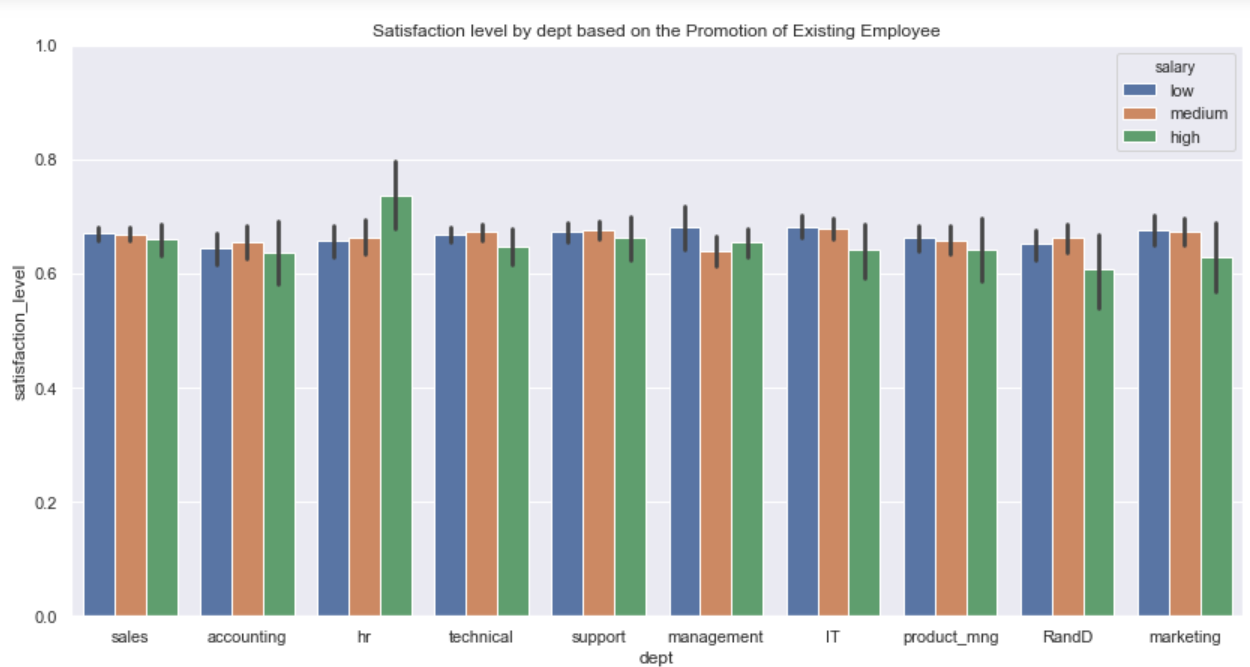 Satisfaction level by dept based on the Promotion of Existing Employee
1.0
0.8
0.6
0.4
0.2
0.0
satisfaction_level
salary
low
medium
high
sales accounting hr technical support management IT product_mng RandD marketing
dept